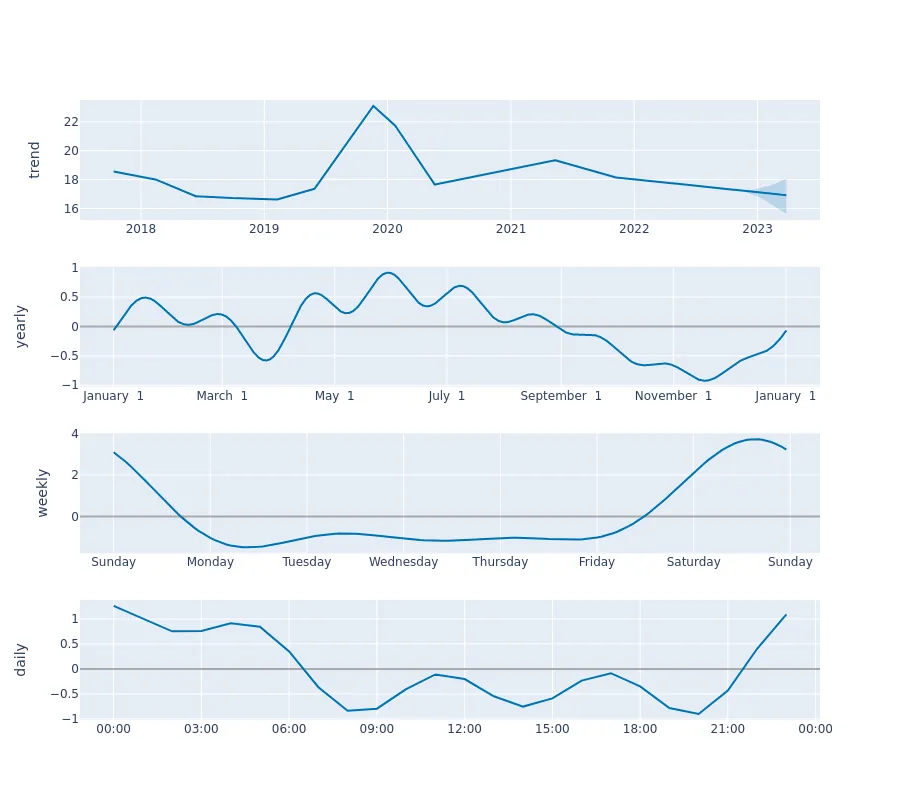 trend
22
20
18
16
2018 2019 2020 2021 2022 2023
yearly
1
0.5
0
−0.5
−1
January 1 March 1 May 1 July 1 September 1 November 1 January 1
weekly
4
2
0
Sunday Monday Tuesday Wednesday Thursday Friday Saturday Sunday
daily
1
0.5
0
−0.5
−1
00:00 03:00 06:00 09:00 12:00 15:00 18:00 21:00 00:00